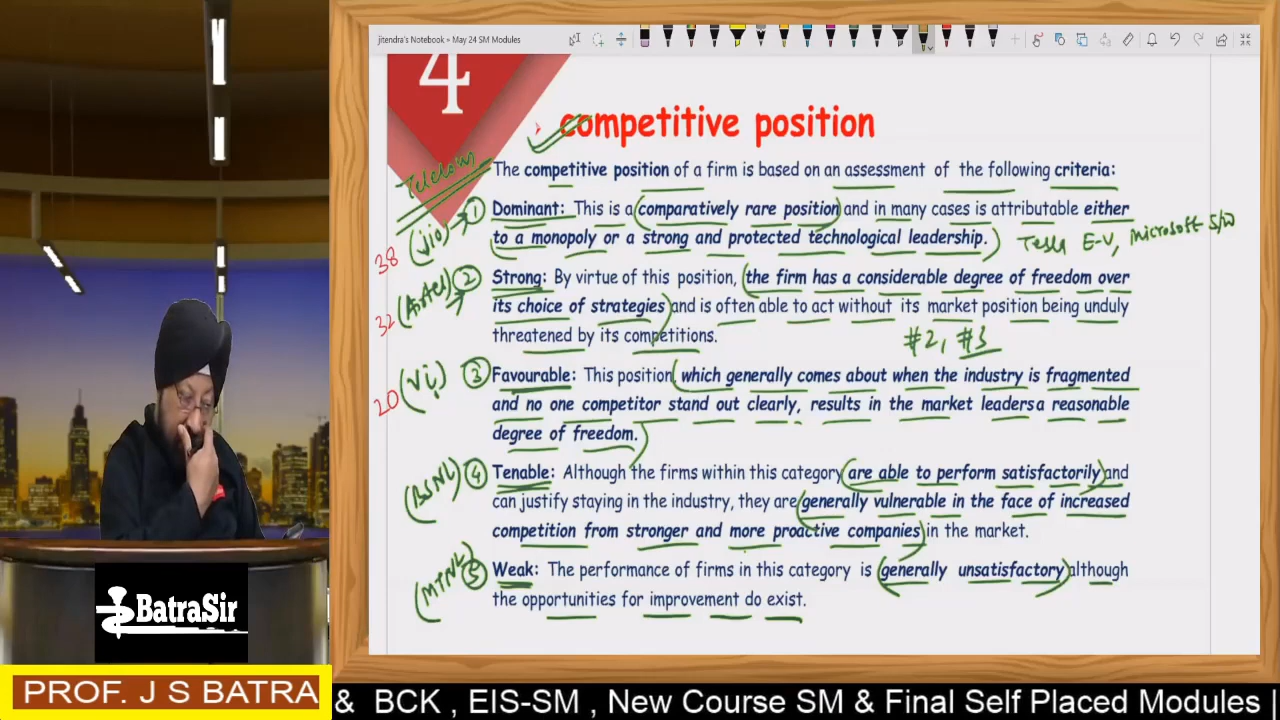 jitendra's Notebook » May 24 SM Modules
4
competitive position
Telecom
The competitive position of a firm is based on an assessment of the following criteria:
38 (Jio) → ① Dominant: This is a (comparatively rare position) and in many cases is attributable either
(to a monopoly or a strong and protected technological leadership.) Tesla E-V, Microsoft S/W
32 (Airtel) → ② Strong: By virtue of this position, (the firm has a considerable degree of freedom over
its choice of strategies) and is often able to act without its market position being unduly
threatened by its competitions. #2, #3
20 (Vi) ③ Favourable: This position, (which generally comes about when the industry is fragmented
and no one competitor stand out clearly, results in the market leaders a reasonable
degree of freedom.)
(BSNL) ④ Tenable: Although the firms within this category (are able to perform satisfactorily) and
can justify staying in the industry, they are (generally vulnerable in the face of increased
competition from stronger and more proactive companies) in the market.
(MTNL) ⑤ Weak: The performance of firms in this category is (generally unsatisfactory) although
the opportunities for improvement do exist.
BatraSir
PROF. J S BATRA
& BCK , EIS-SM , New Course SM & Final Self Placed Modules |